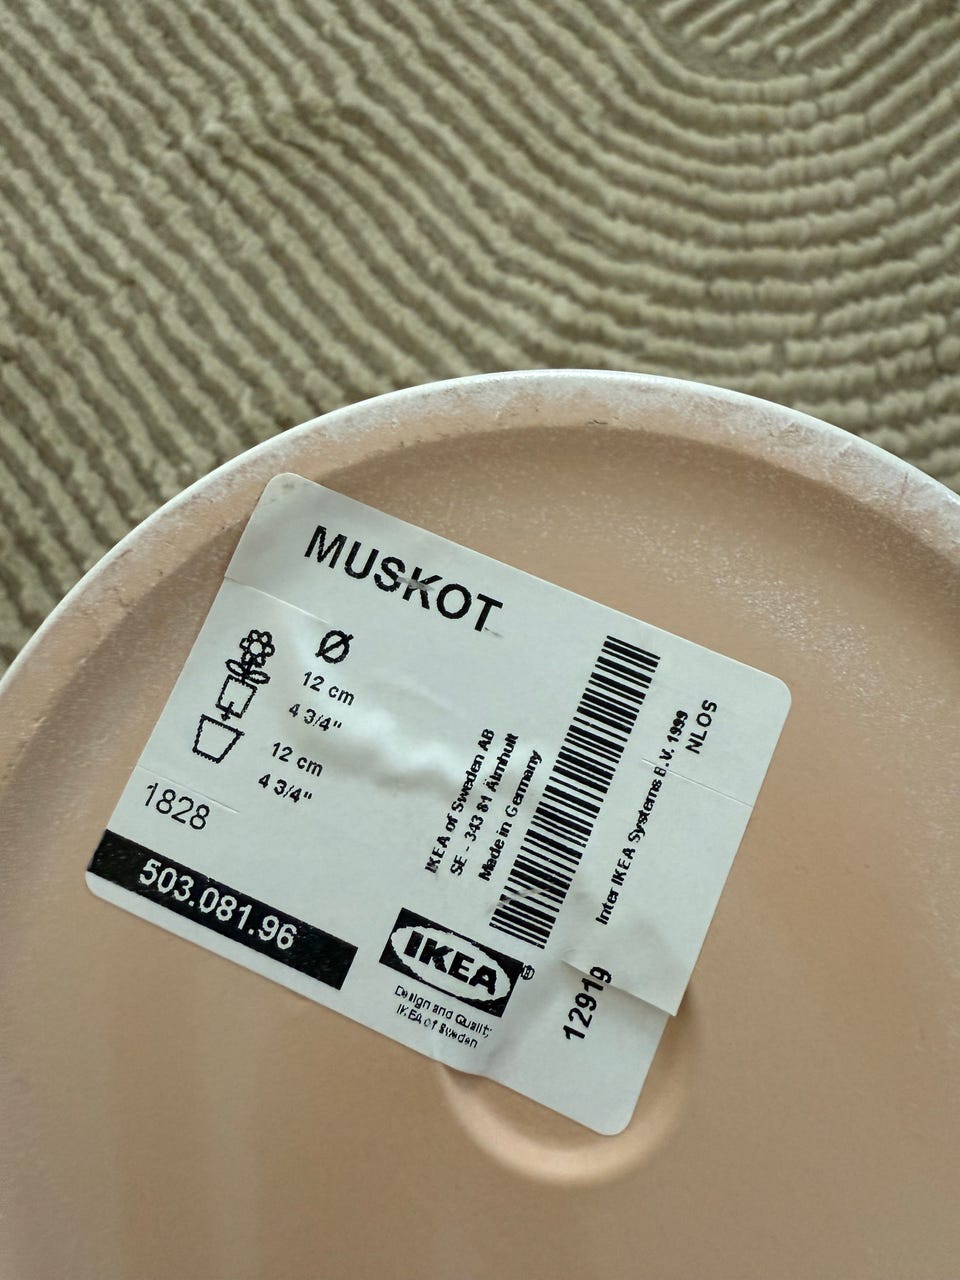 MUSKOT
Ø
12 cm
4 3/4"
12 cm
4 3/4"
1828
503.081.96
IKEA of Sweden AB
SE - 343 81 Älmhult
Made in Germany
Inter IKEA Systems B.V. 1999
NLOS
12919
IKEA®
Design and Quality
IKEA of Sweden